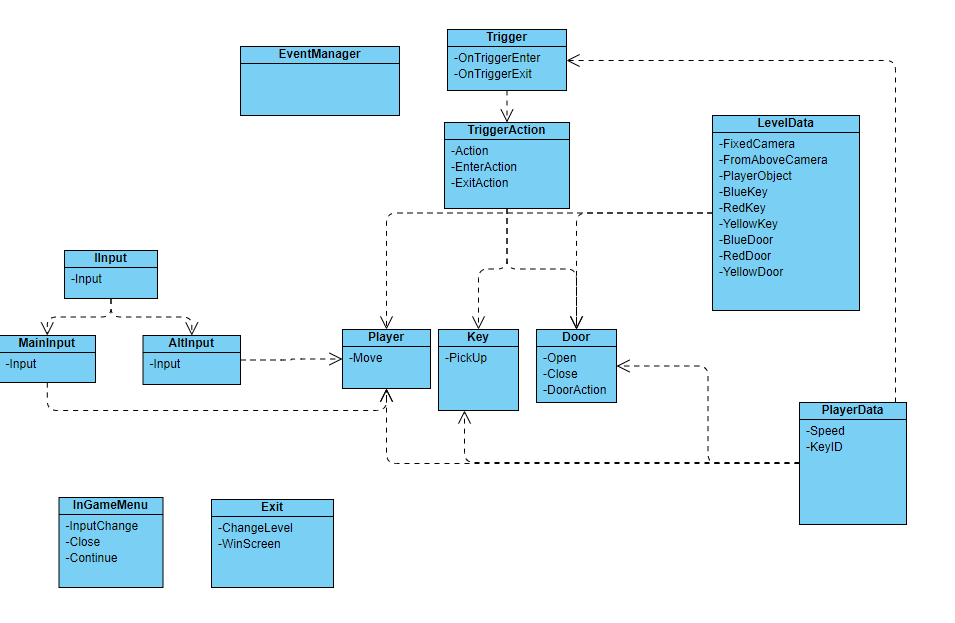 EventManager
Trigger
-OnTriggerEnter
-OnTriggerExit
TriggerAction
-Action
-EnterAction
-ExitAction
LevelData
-FixedCamera
-FromAboveCamera
-PlayerObject
-BlueKey
-RedKey
-YellowKey
-BlueDoor
-RedDoor
-YellowDoor
IInput
-Input
MainInput
-Input
AltInput
-Input
Player
-Move
Key
-PickUp
Door
-Open
-Close
-DoorAction
PlayerData
-Speed
-KeyID
InGameMenu
-InputChange
-Close
-Continue
Exit
-ChangeLevel
-WinScreen